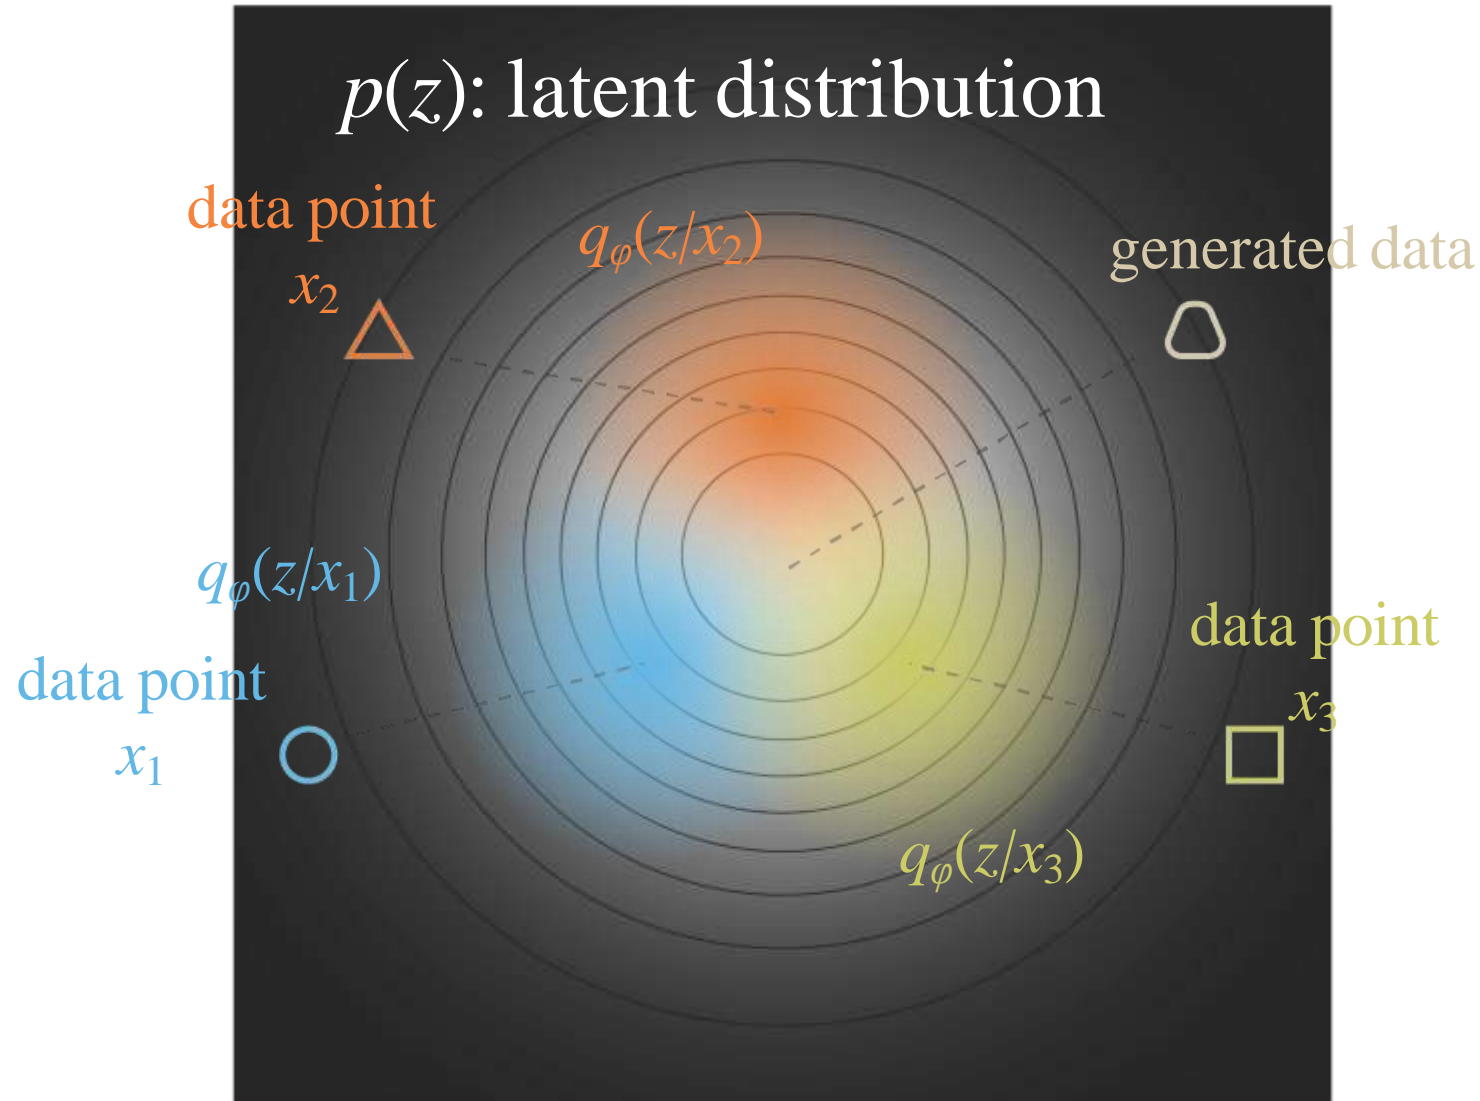 p(z): latent distribution
data point
x₂
qᵩ(z/x₂)
generated data
qᵩ(z/x₁)
data point
x₁
data point
x₃
qᵩ(z/x₃)